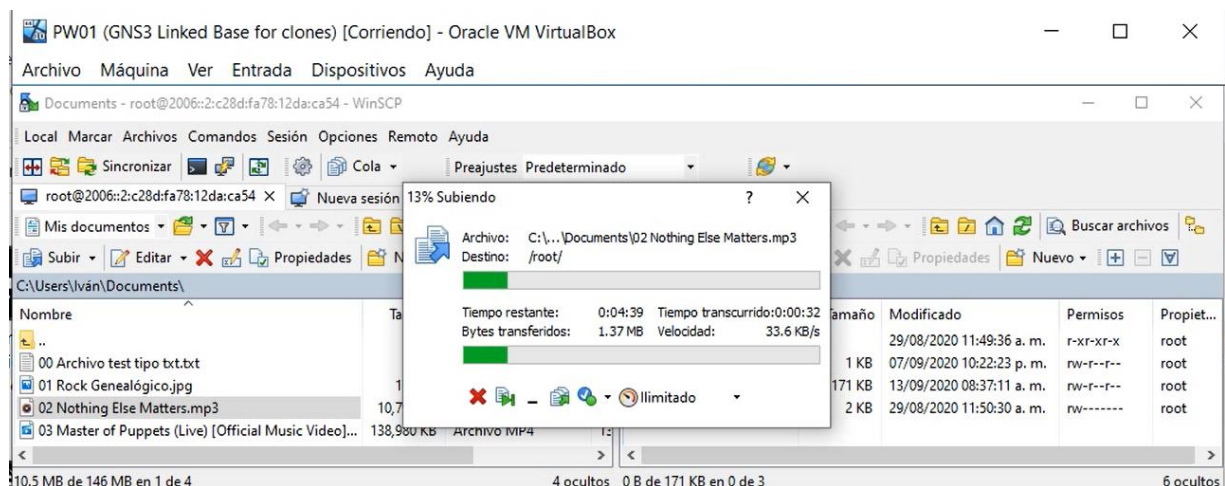 PW01 (GNS3 Linked Base for clones) [Corriendo] - Oracle VM VirtualBox
Archivo Máquina Ver Entrada Dispositivos Ayuda
Documents - root@2006::2:c28d:fa78:12da:ca54 - WinSCP
Local Marcar Archivos Comandos Sesión Opciones Remoto Ayuda
Sincronizar Cola Preajustes Predeterminado
root@2006::2:c28d:fa78:12da:ca54 Nueva sesión
13% Subiendo ? X
Mis documentos Buscar archivos
Archivo: C:\...\Documents\02 Nothing Else Matters.mp3
Destino: /root/
Subir Editar Propiedades N Propiedades Nuevo
C:\Users\Iván\Documents\
Tiempo restante: 0:04:39 Tiempo transcurrido:0:00:32
Bytes transferidos: 1.37 MB Velocidad: 33.6 KB/s
Ilimitado
Nombre Ta amaño Modificado Permisos Propiet...
.. 29/08/2020 11:49:36 a. m. r-xr-xr-x root
00 Archivo test tipo txt.txt 1 KB 07/09/2020 10:22:23 p. m. rw-r--r-- root
01 Rock Genealógico.jpg 1 171 KB 13/09/2020 08:37:11 a. m. rw-r--r-- root
02 Nothing Else Matters.mp3 10,7 2 KB 29/08/2020 11:50:30 a. m. rw------- root
03 Master of Puppets (Live) [Official Music Video]... 138,980 KB Archivo MP4
10.5 MB de 146 MB en 1 de 4 4 ocultos 0 B de 171 KB en 0 de 3 6 ocultos